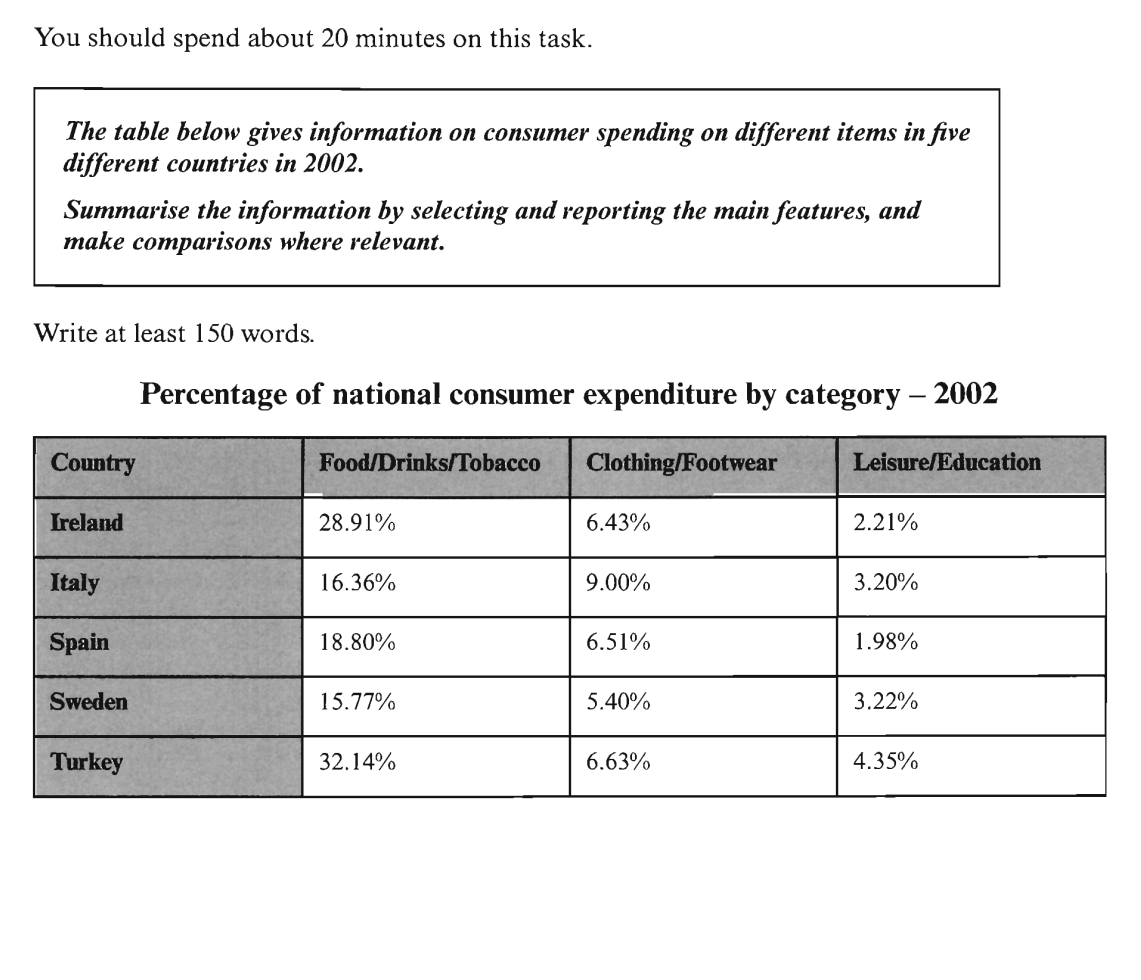 You should spend about 20 minutes on this task.
The table below gives information on consumer spending on different items in five
different countries in 2002.
Summarise the information by selecting and reporting the main features, and
make comparisons where relevant.
Write at least 150 words.
Percentage of national consumer expenditure by category – 2002
Country Food/Drinks/Tobacco Clothing/Footwear Leisure/Education
Ireland 28.91% 6.43% 2.21%
Italy 16.36% 9.00% 3.20%
Spain 18.80% 6.51% 1.98%
Sweden 15.77% 5.40% 3.22%
Turkey 32.14% 6.63% 4.35%